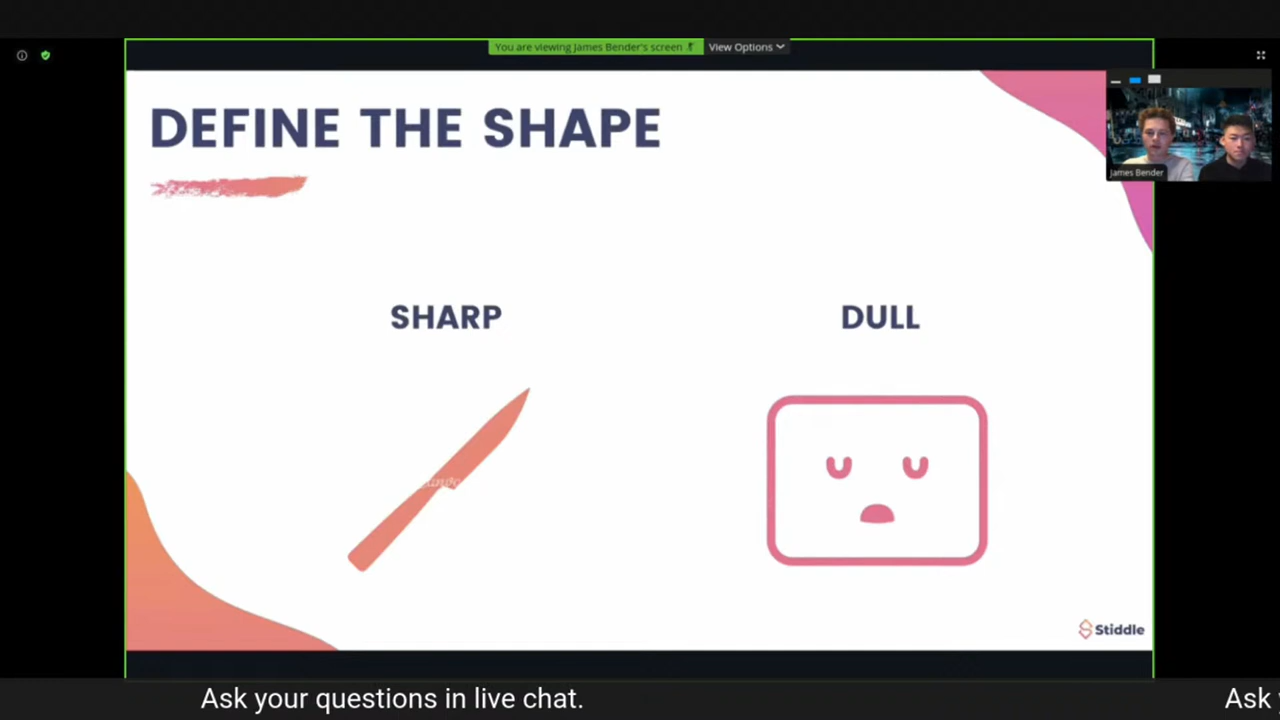 You are viewing James Bender's screen
View Options
DEFINE THE SHAPE
James Bender
SHARP
DULL
Stiddle
Ask your questions in live chat.
Ask